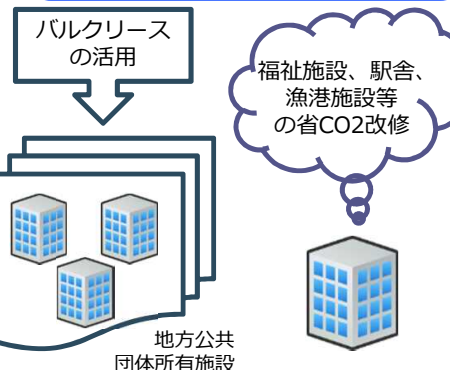 バルクリース
の活用
福祉施設、駅舎、
漁港施設等
の省CO2改修
地方公共
団体所有施設